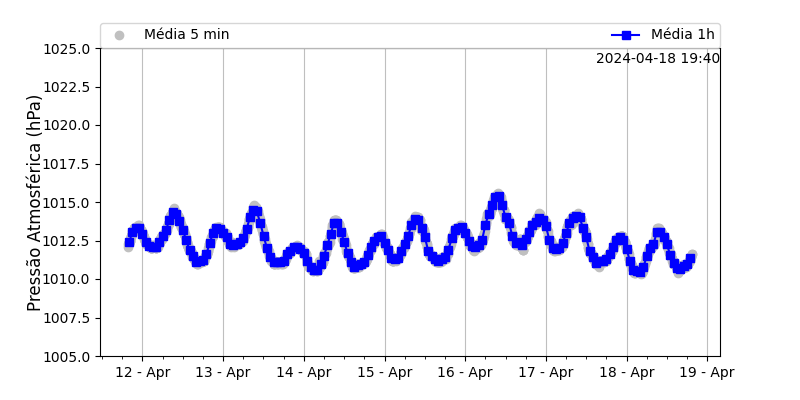 Média 5 min
Média 1h
2024-04-18 19:40
Pressão Atmosférica (hPa)
1025.0
1022.5
1020.0
1017.5
1015.0
1012.5
1010.0
1007.5
1005.0
12 - Apr
13 - Apr
14 - Apr
15 - Apr
16 - Apr
17 - Apr
18 - Apr
19 - Apr